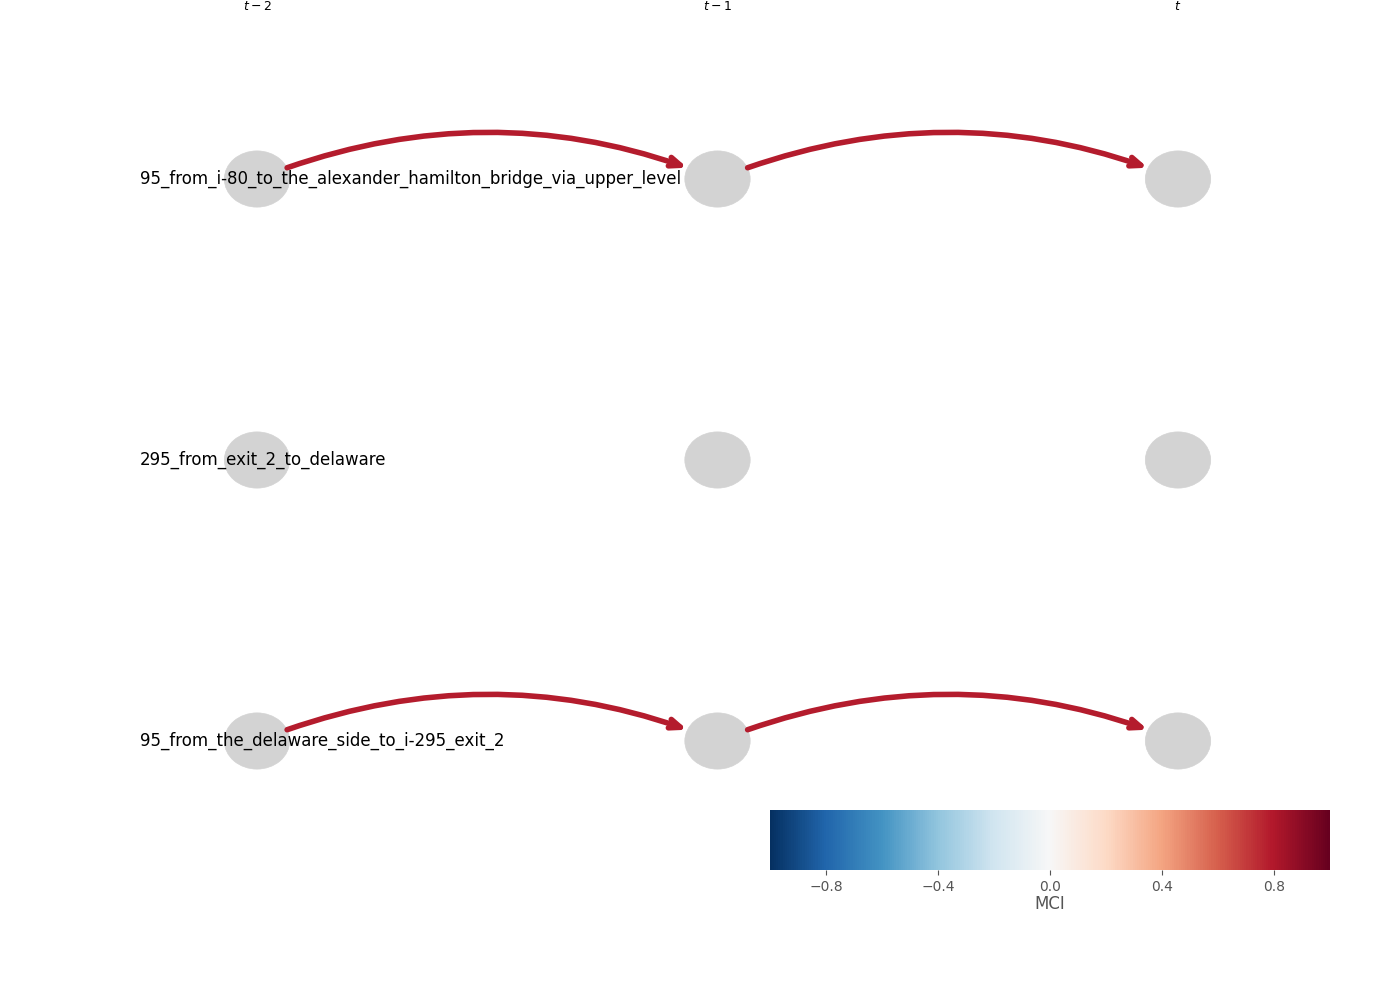 t − 2 t − 1 t
95_from_i-80_to_the_alexander_hamilton_bridge_via_upper_level
295_from_exit_2_to_delaware
95_from_the_delaware_side_to_i-295_exit_2
−0.8 −0.4 0.0 0.4 0.8
MCI